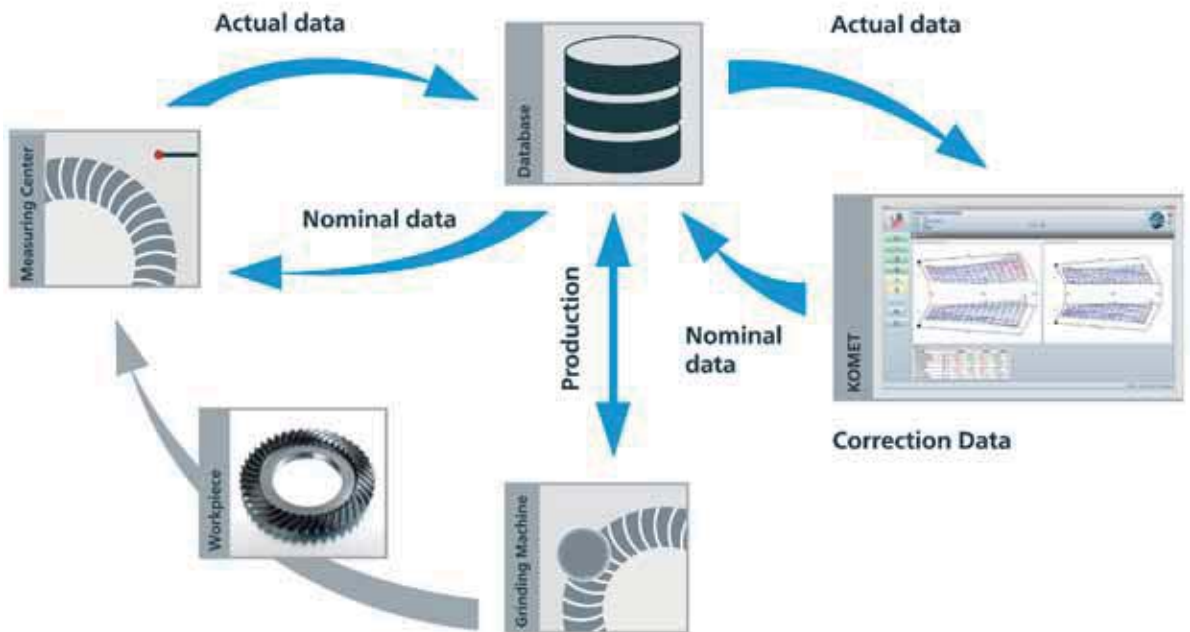 Actual data
Actual data
Database
Measuring Center
Nominal data
Production
Nominal
data
KOMET
Correction Data
Workpiece
Grinding Machine